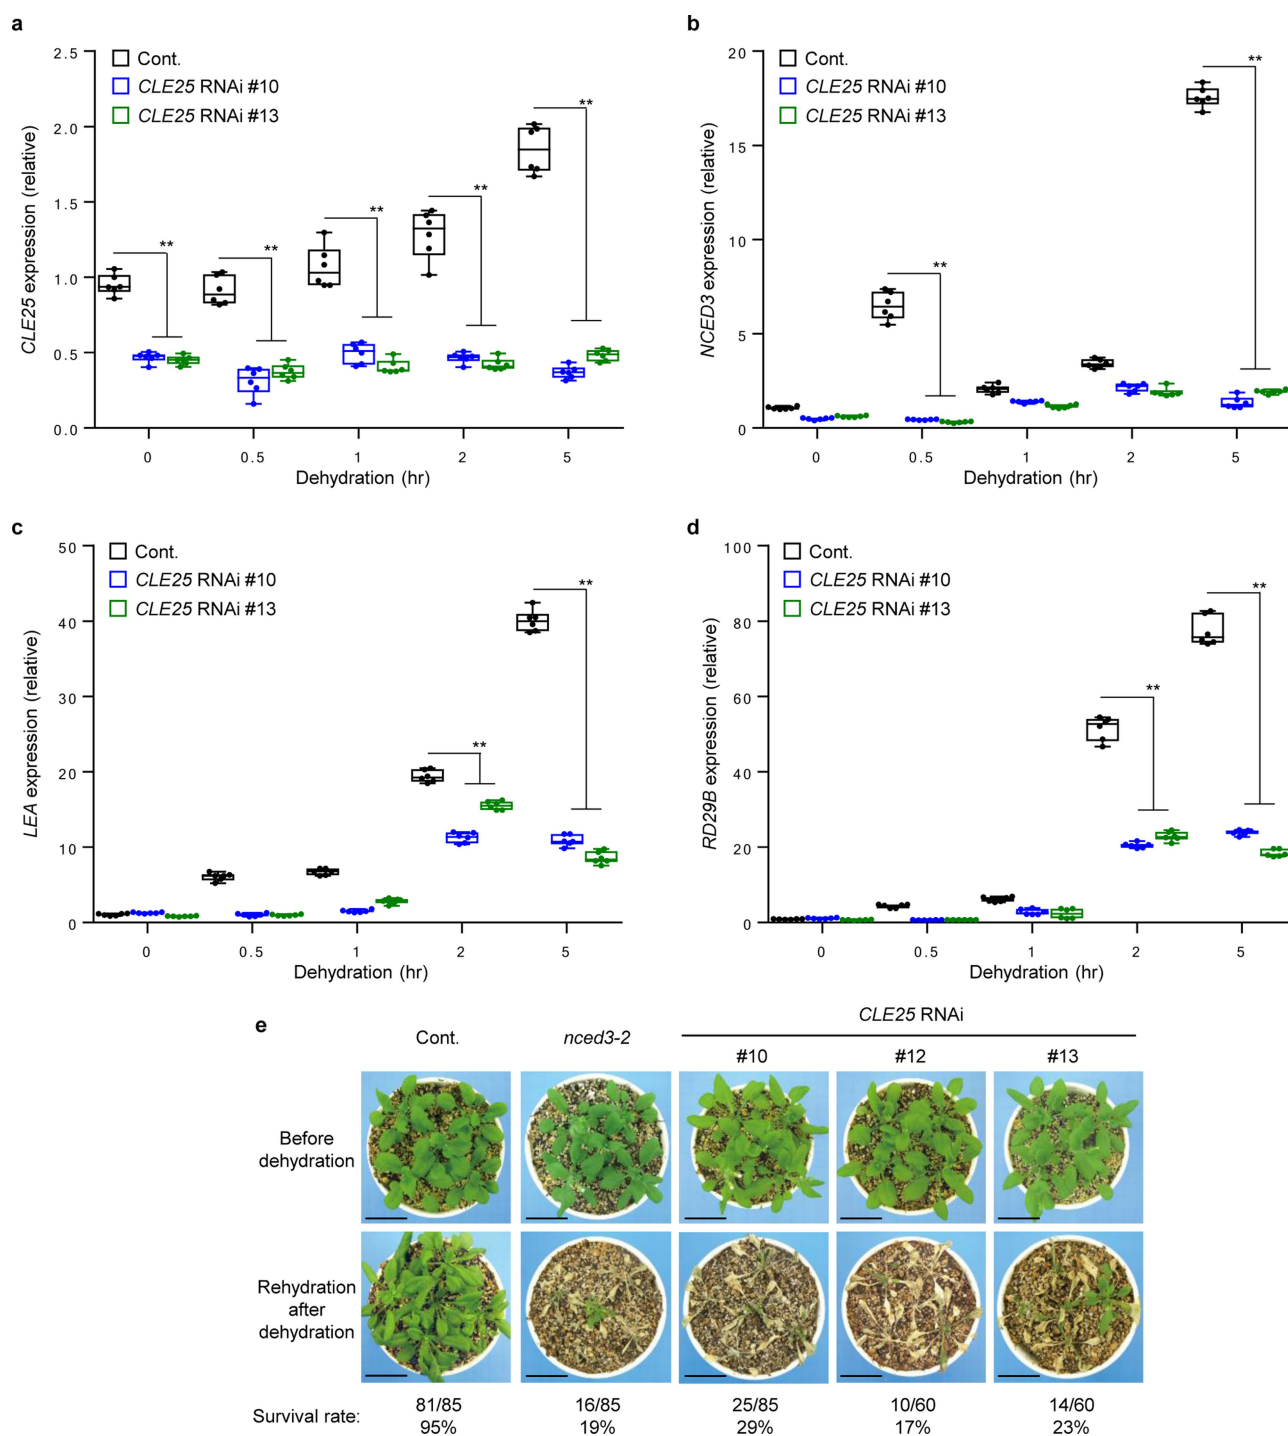 a
2.5
2.0
1.5
1.0
0.5
0.0
CLE25 expression (relative)
Cont.
CLE25 RNAi #10
CLE25 RNAi #13
**
**
**
**
**
0 0.5 1 2 5
Dehydration (hr)
b
20
15
10
5
0
NCED3 expression (relative)
Cont.
CLE25 RNAi #10
CLE25 RNAi #13
**
**
0 0.5 1 2 5
Dehydration (hr)
c
50
40
30
20
10
0
LEA expression (relative)
Cont.
CLE25 RNAi #10
CLE25 RNAi #13
**
**
0 0.5 1 2 5
Dehydration (hr)
d
100
80
60
40
20
0
RD29B expression (relative)
Cont.
CLE25 RNAi #10
CLE25 RNAi #13
**
**
0 0.5 1 2 5
Dehydration (hr)
e
CLE25 RNAi
Cont. nced3-2 #10 #12 #13
Before
dehydration
Rehydration
after
dehydration
Survival rate:
81/85 16/85 25/85 10/60 14/60
95% 19% 29% 17% 23%